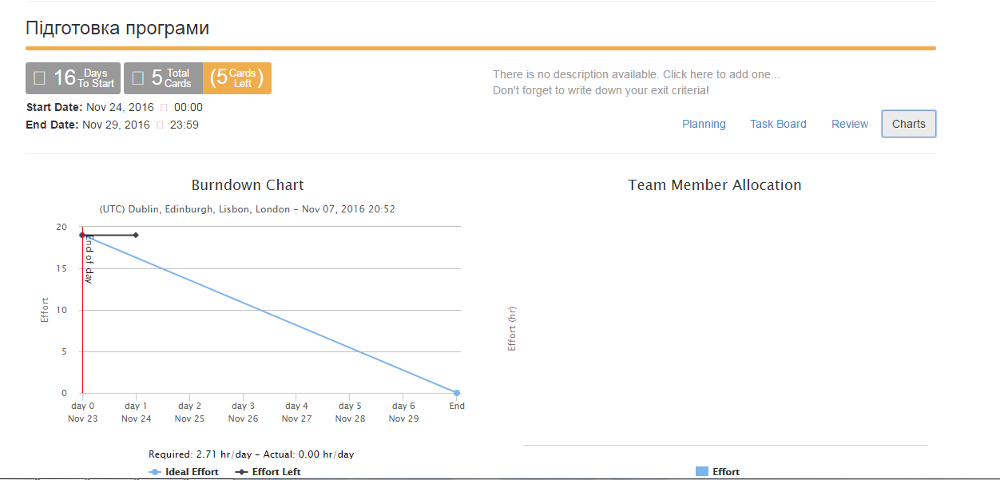 Підготовка програми
16 Days To Start
5 Total Cards
(5 Cards Left)
There is no description available. Click here to add one...
Don't forget to write down your exit criteria!
Start Date: Nov 24, 2016 00:00
End Date: Nov 29, 2016 23:59
Planning Task Board Review Charts
Burndown Chart
(UTC) Dublin, Edinburgh, Lisbon, London – Nov 07, 2016 20:52
20
15
10
5
0
Effort
End of day
day 0 day 1 day 2 day 3 day 4 day 5 day 6 End
Nov 23 Nov 24 Nov 25 Nov 26 Nov 27 Nov 28 Nov 29
Required: 2.71 hr/day – Actual: 0.00 hr/day
Ideal Effort Effort Left
Team Member Allocation
Effort (hr)
Effort